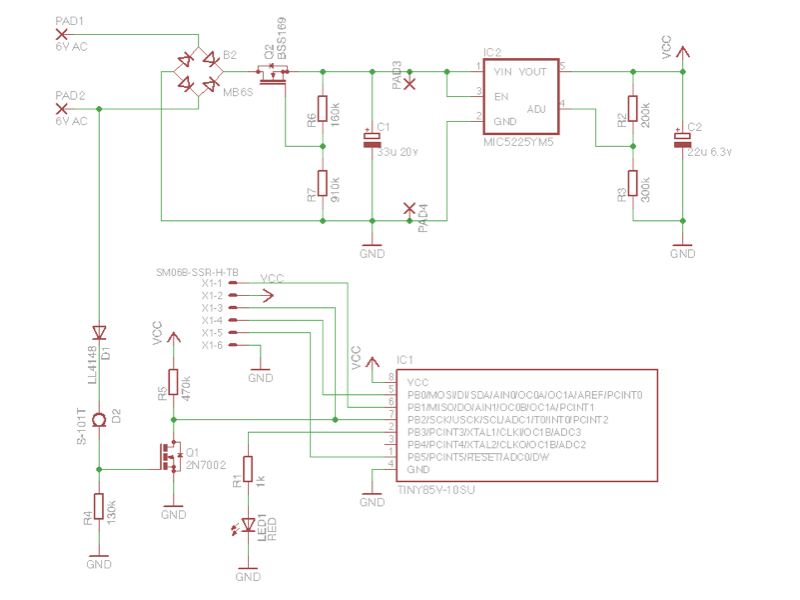 PAD1
6V AC
PAD2
6V AC
B2
MB6S
Q2
BSS169
R6
160k
R7
910k
C1
33u 20v
PAD3
PAD4
GND
IC2
VIN
VOUT
EN
ADJ
GND
1
3
2
5
4
MIC5225YM5
R2
200k
R3
300k
VCC
C2
22u 6.3v
GND
SM06B-SSR-H-TB
X1-1
X1-2
X1-3
X1-4
X1-5
X1-6
VCC
GND
D1
LL4148
D2
S-101T
R4
130k
GND
VCC
R5
470k
Q1
2N7002
GND
R1
1k
LED1
RED
GND
VCC
IC1
8 VCC
5 PB0/MOSI/DI/SDA/AIN0/OC0A/OC1A/AREF/PCINT0
6 PB1/MISO/DO/AIN1/OC0B/OC1A/PCINT1
7 PB2/SCK/USCK/SCL/ADC1/T0/INT0/PCINT2
2 PB3/PCINT3/XTAL1/CLKI/OC1B/ADC3
3 PB4/PCINT4/XTAL2/CLKO/OC1B/ADC2
1 PB5/PCINT5/RESET/ADC0/DW
4 GND
TINY85V-10SU
GND